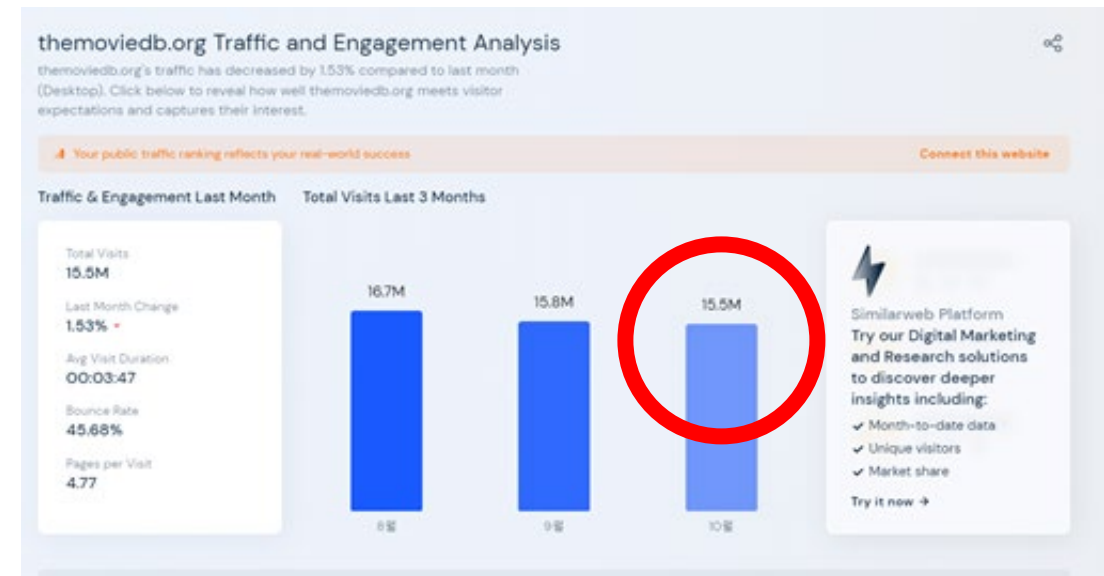 themoviedb.org Traffic and Engagement Analysis
themoviedb.org's traffic has decreased by 1.53% compared to last month
(Desktop). Click below to reveal how well themoviedb.org meets visitor
expectations and captures their interest.
Your public traffic ranking reflects your real-world success
Connect this website
Traffic & Engagement Last Month
Total Visits Last 3 Months
Total Visits
15.5M
Last Month Change
1.53%
Avg Visit Duration
00:03:47
Bounce Rate
45.68%
Pages per Visit
4.77
16.7M
15.8M
15.5M
8월
9월
10월
Similarweb Platform
Try our Digital Marketing
and Research solutions
to discover deeper
insights including:
✓ Month-to-date data
✓ Unique visitors
✓ Market share
Try it now →